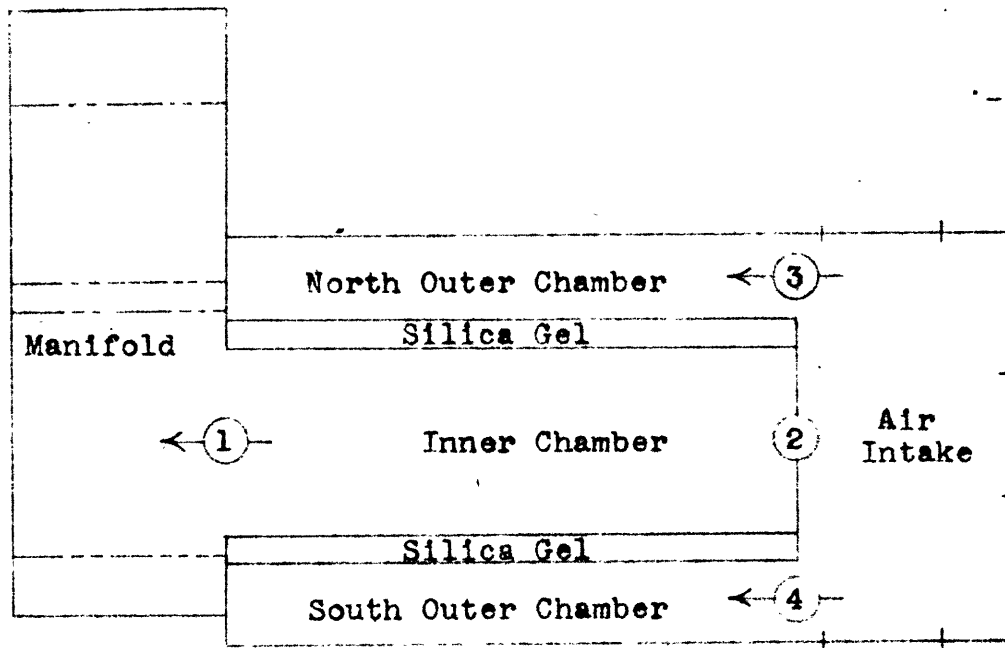 North Outer Chamber
3
Silica Gel
Manifold
1
Inner Chamber
2
Air
Intake
Silica Gel
South Outer Chamber
4